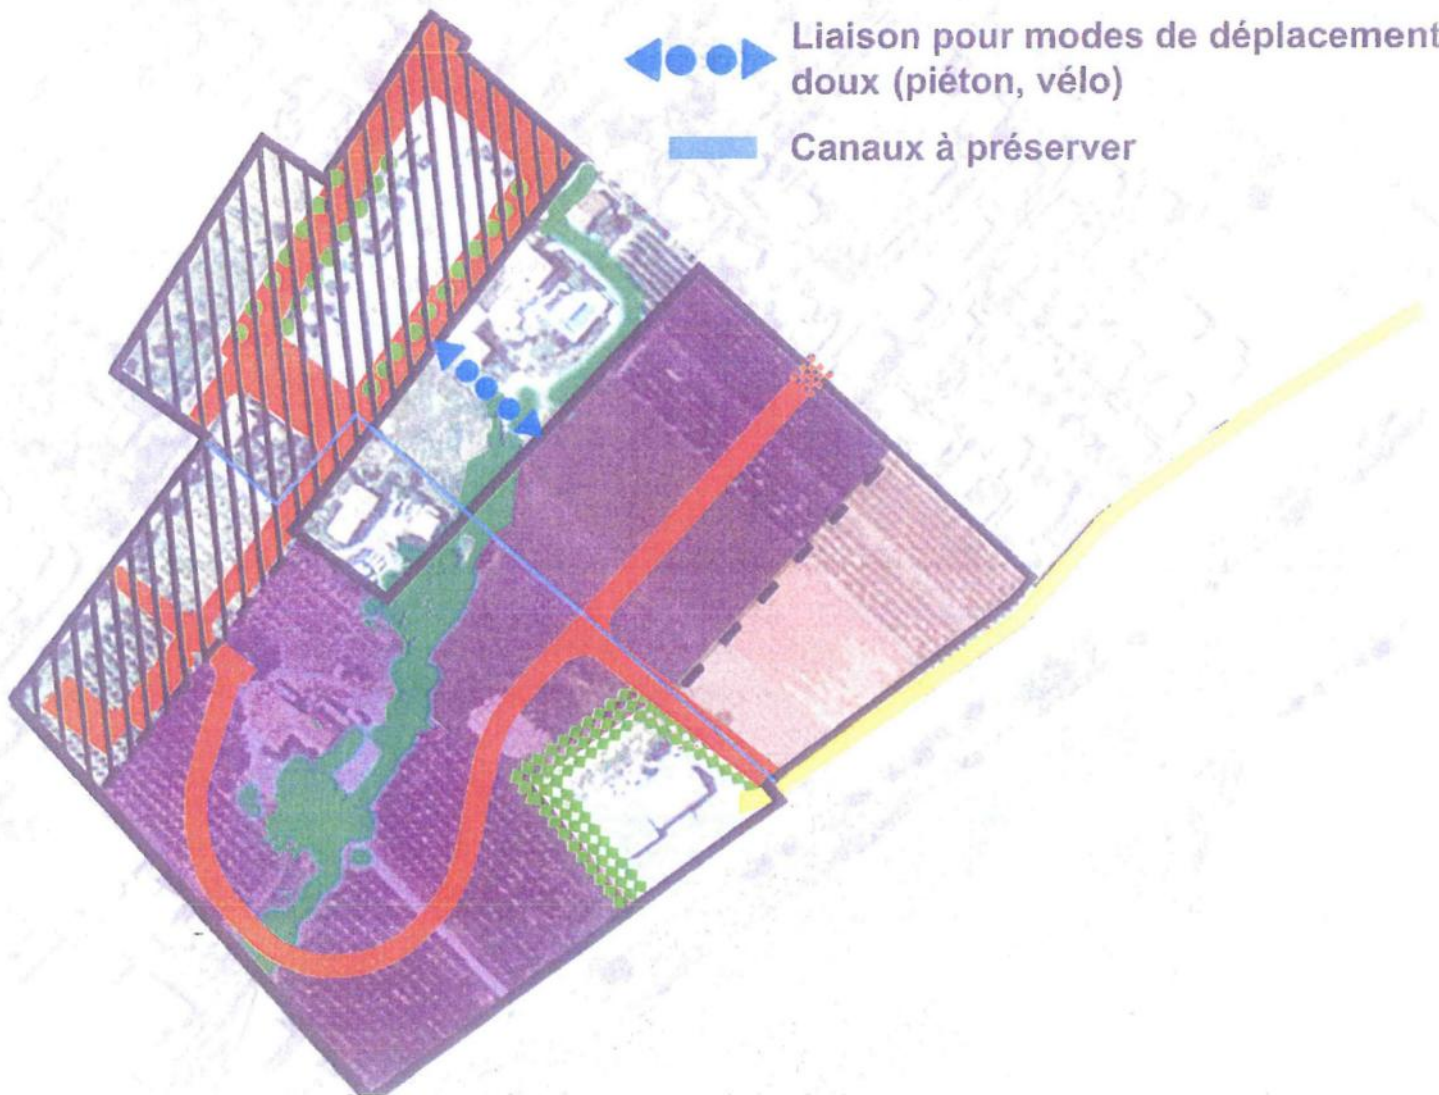 Liaison pour modes de déplacement
doux (piéton, vélo)
Canaux à préserver